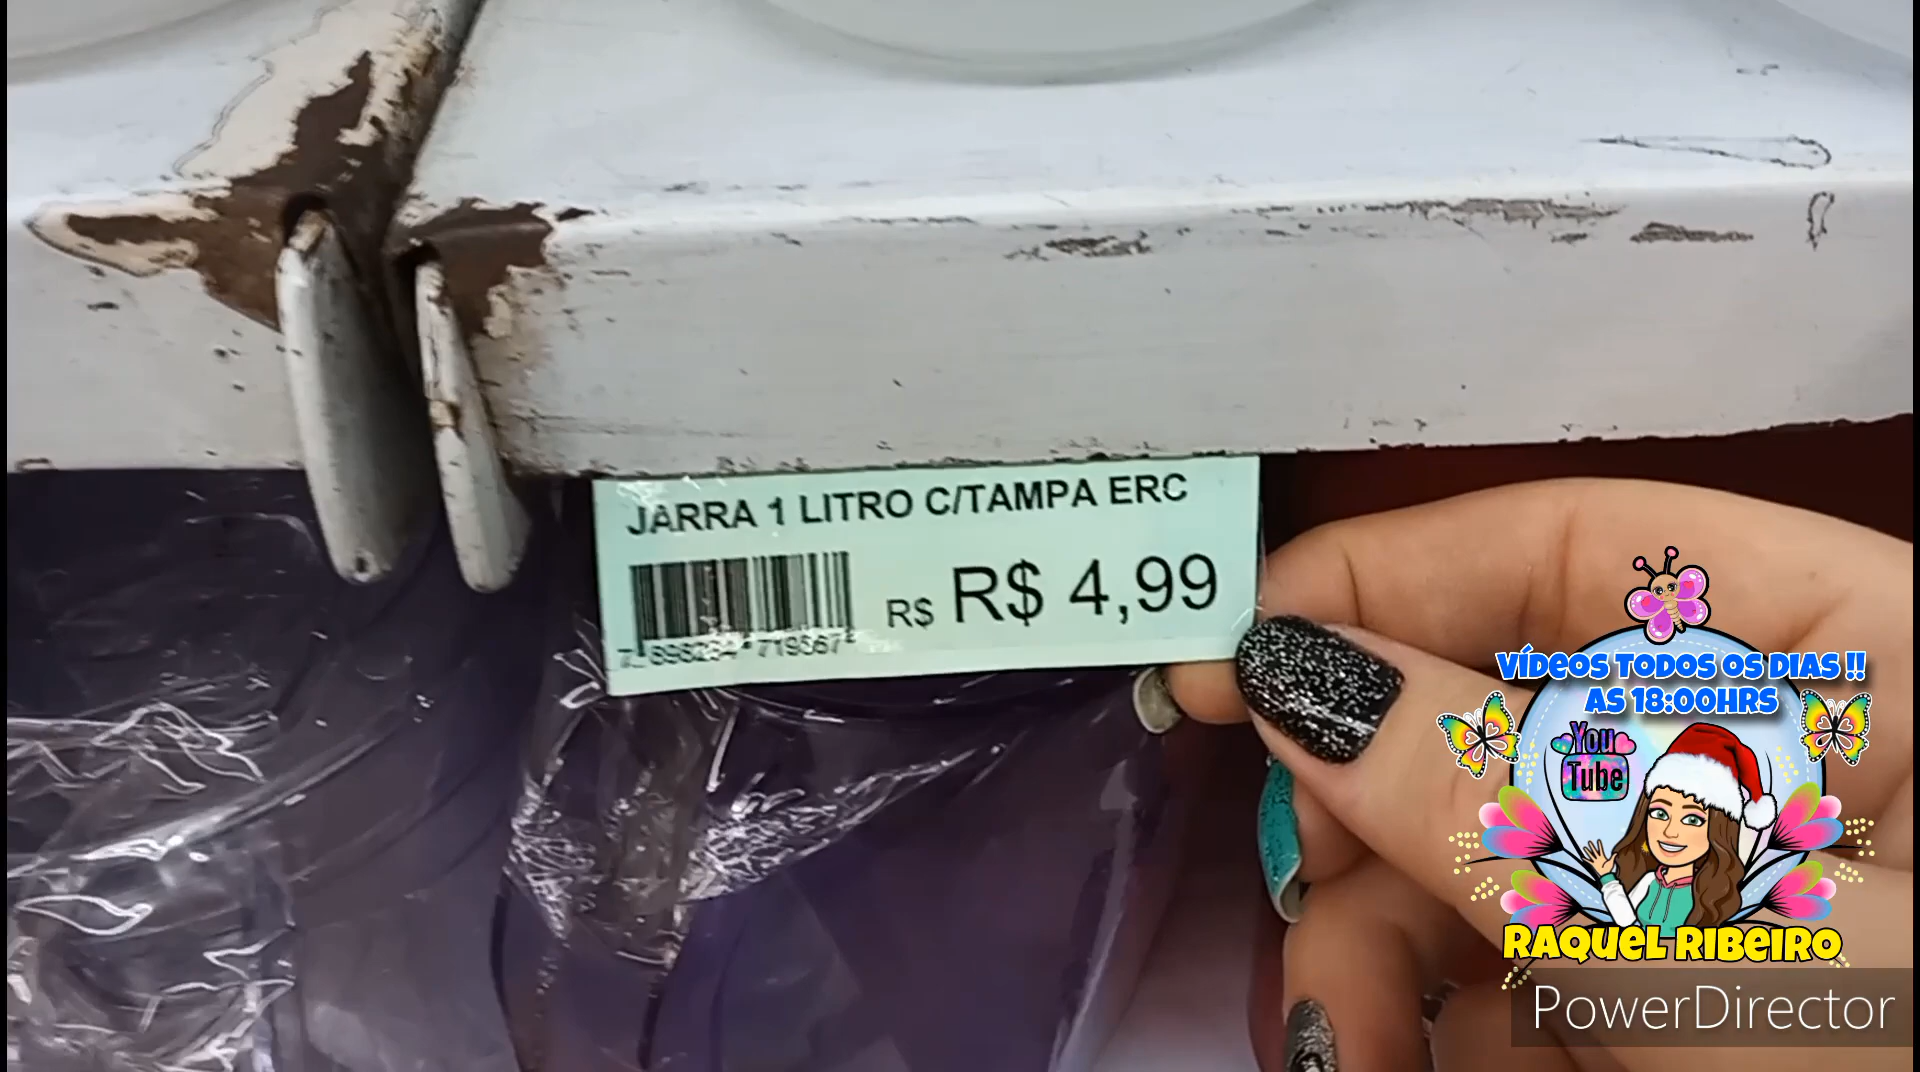 JARRA 1 LITRO C/TAMPA ERC
R$ R$ 4,99
VÍDEOS TODOS OS DIAS !!
AS 18:00HRS
You
Tube
RAQUEL RIBEIRO
PowerDirector